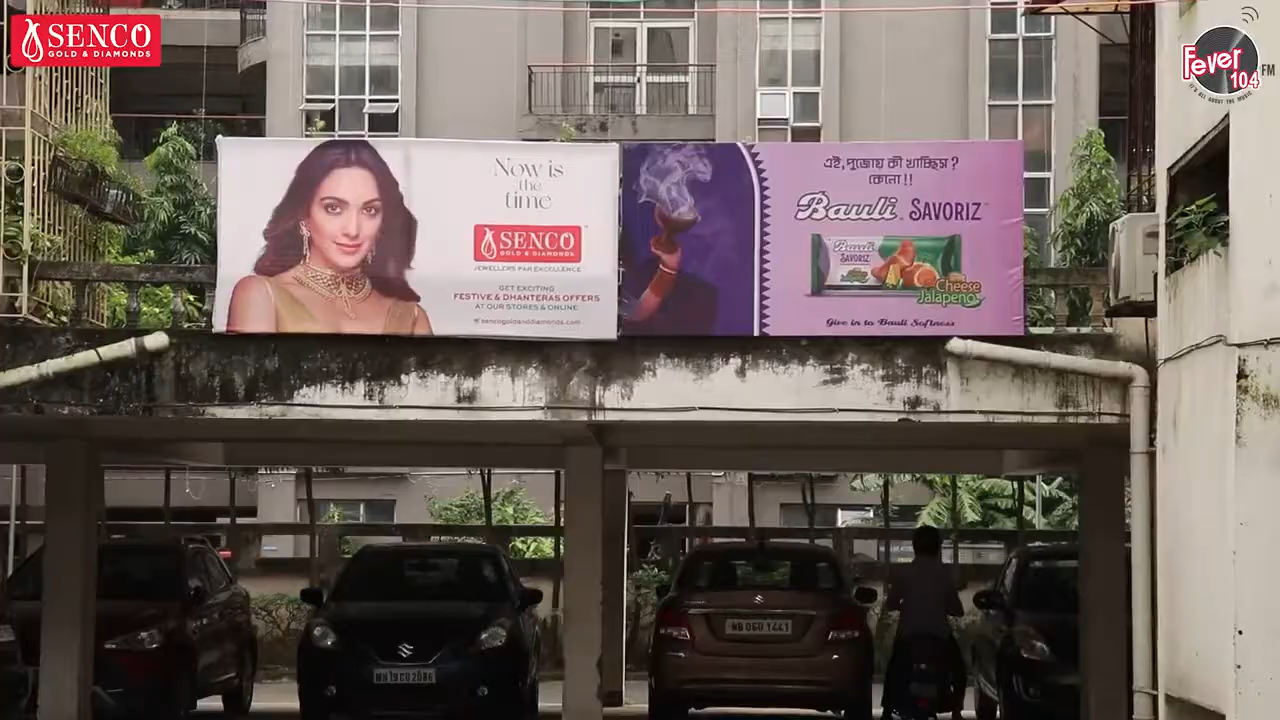 SENCO
GOLD & DIAMONDS
Fever
104 FM
IT'S ALL ABOUT THE MUSIC
Now is
the
time
SENCO
GOLD & DIAMONDS
JEWELLERS PAR EXCELLENCE
GET EXCITING
FESTIVE & DHANTERAS OFFERS
AT OUR STORES & ONLINE
sencogoldanddiamonds.com
এই, পুজোয় কী খাচ্ছিস ?
কোনা !!
Bauli SAVORIZ
Bauli
SAVORIZ
Cheese
Jalapeno
Give in to Bauli Softness
WB 06U 1441